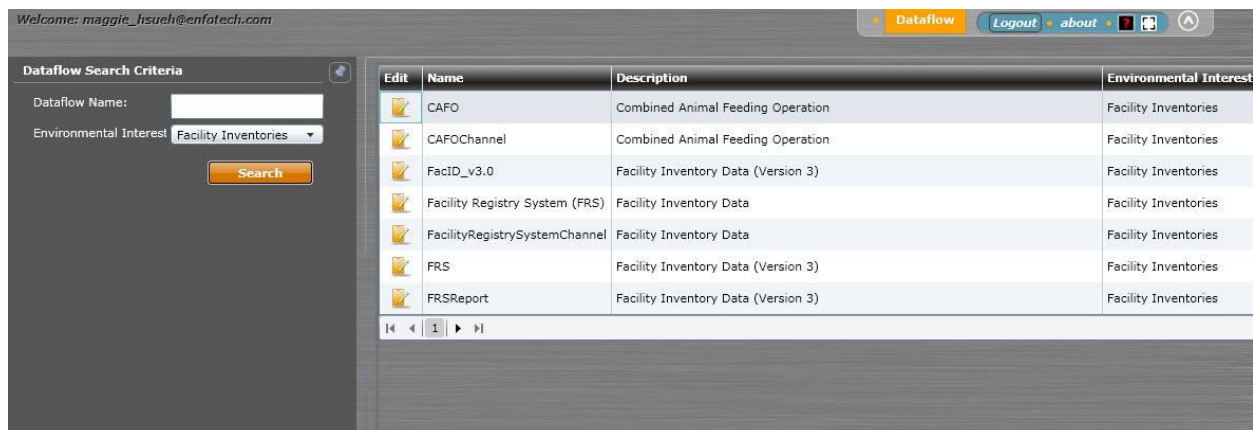 Welcome: maggie_hsueh@enfotech.com
Dataflow
Logout
about
?
Dataflow Search Criteria
Dataflow Name:
Environmental Interest Facility Inventories
Search
Edit Name Description Environmental Interest
CAFO Combined Animal Feeding Operation Facility Inventories
CAFOChannel Combined Animal Feeding Operation Facility Inventories
FacID_v3.0 Facility Inventory Data (Version 3) Facility Inventories
Facility Registry System (FRS) Facility Inventory Data Facility Inventories
FacilityRegistrySystemChannel Facility Inventory Data Facility Inventories
FRS Facility Inventory Data (Version 3) Facility Inventories
FRSReport Facility Inventory Data (Version 3) Facility Inventories
1